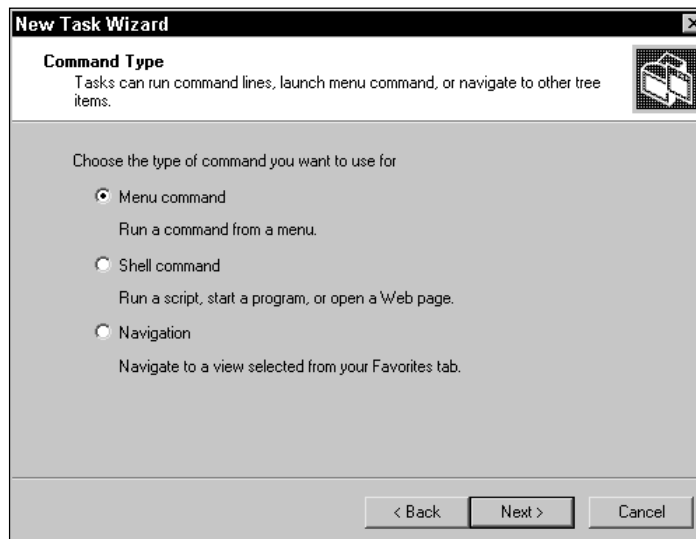 New Task Wizard
Command Type
Tasks can run command lines, launch menu command, or navigate to other tree
items.
Choose the type of command you want to use for
Menu command
Run a command from a menu.
Shell command
Run a script, start a program, or open a Web page.
Navigation
Navigate to a view selected from your Favorites tab.
< Back Next > Cancel